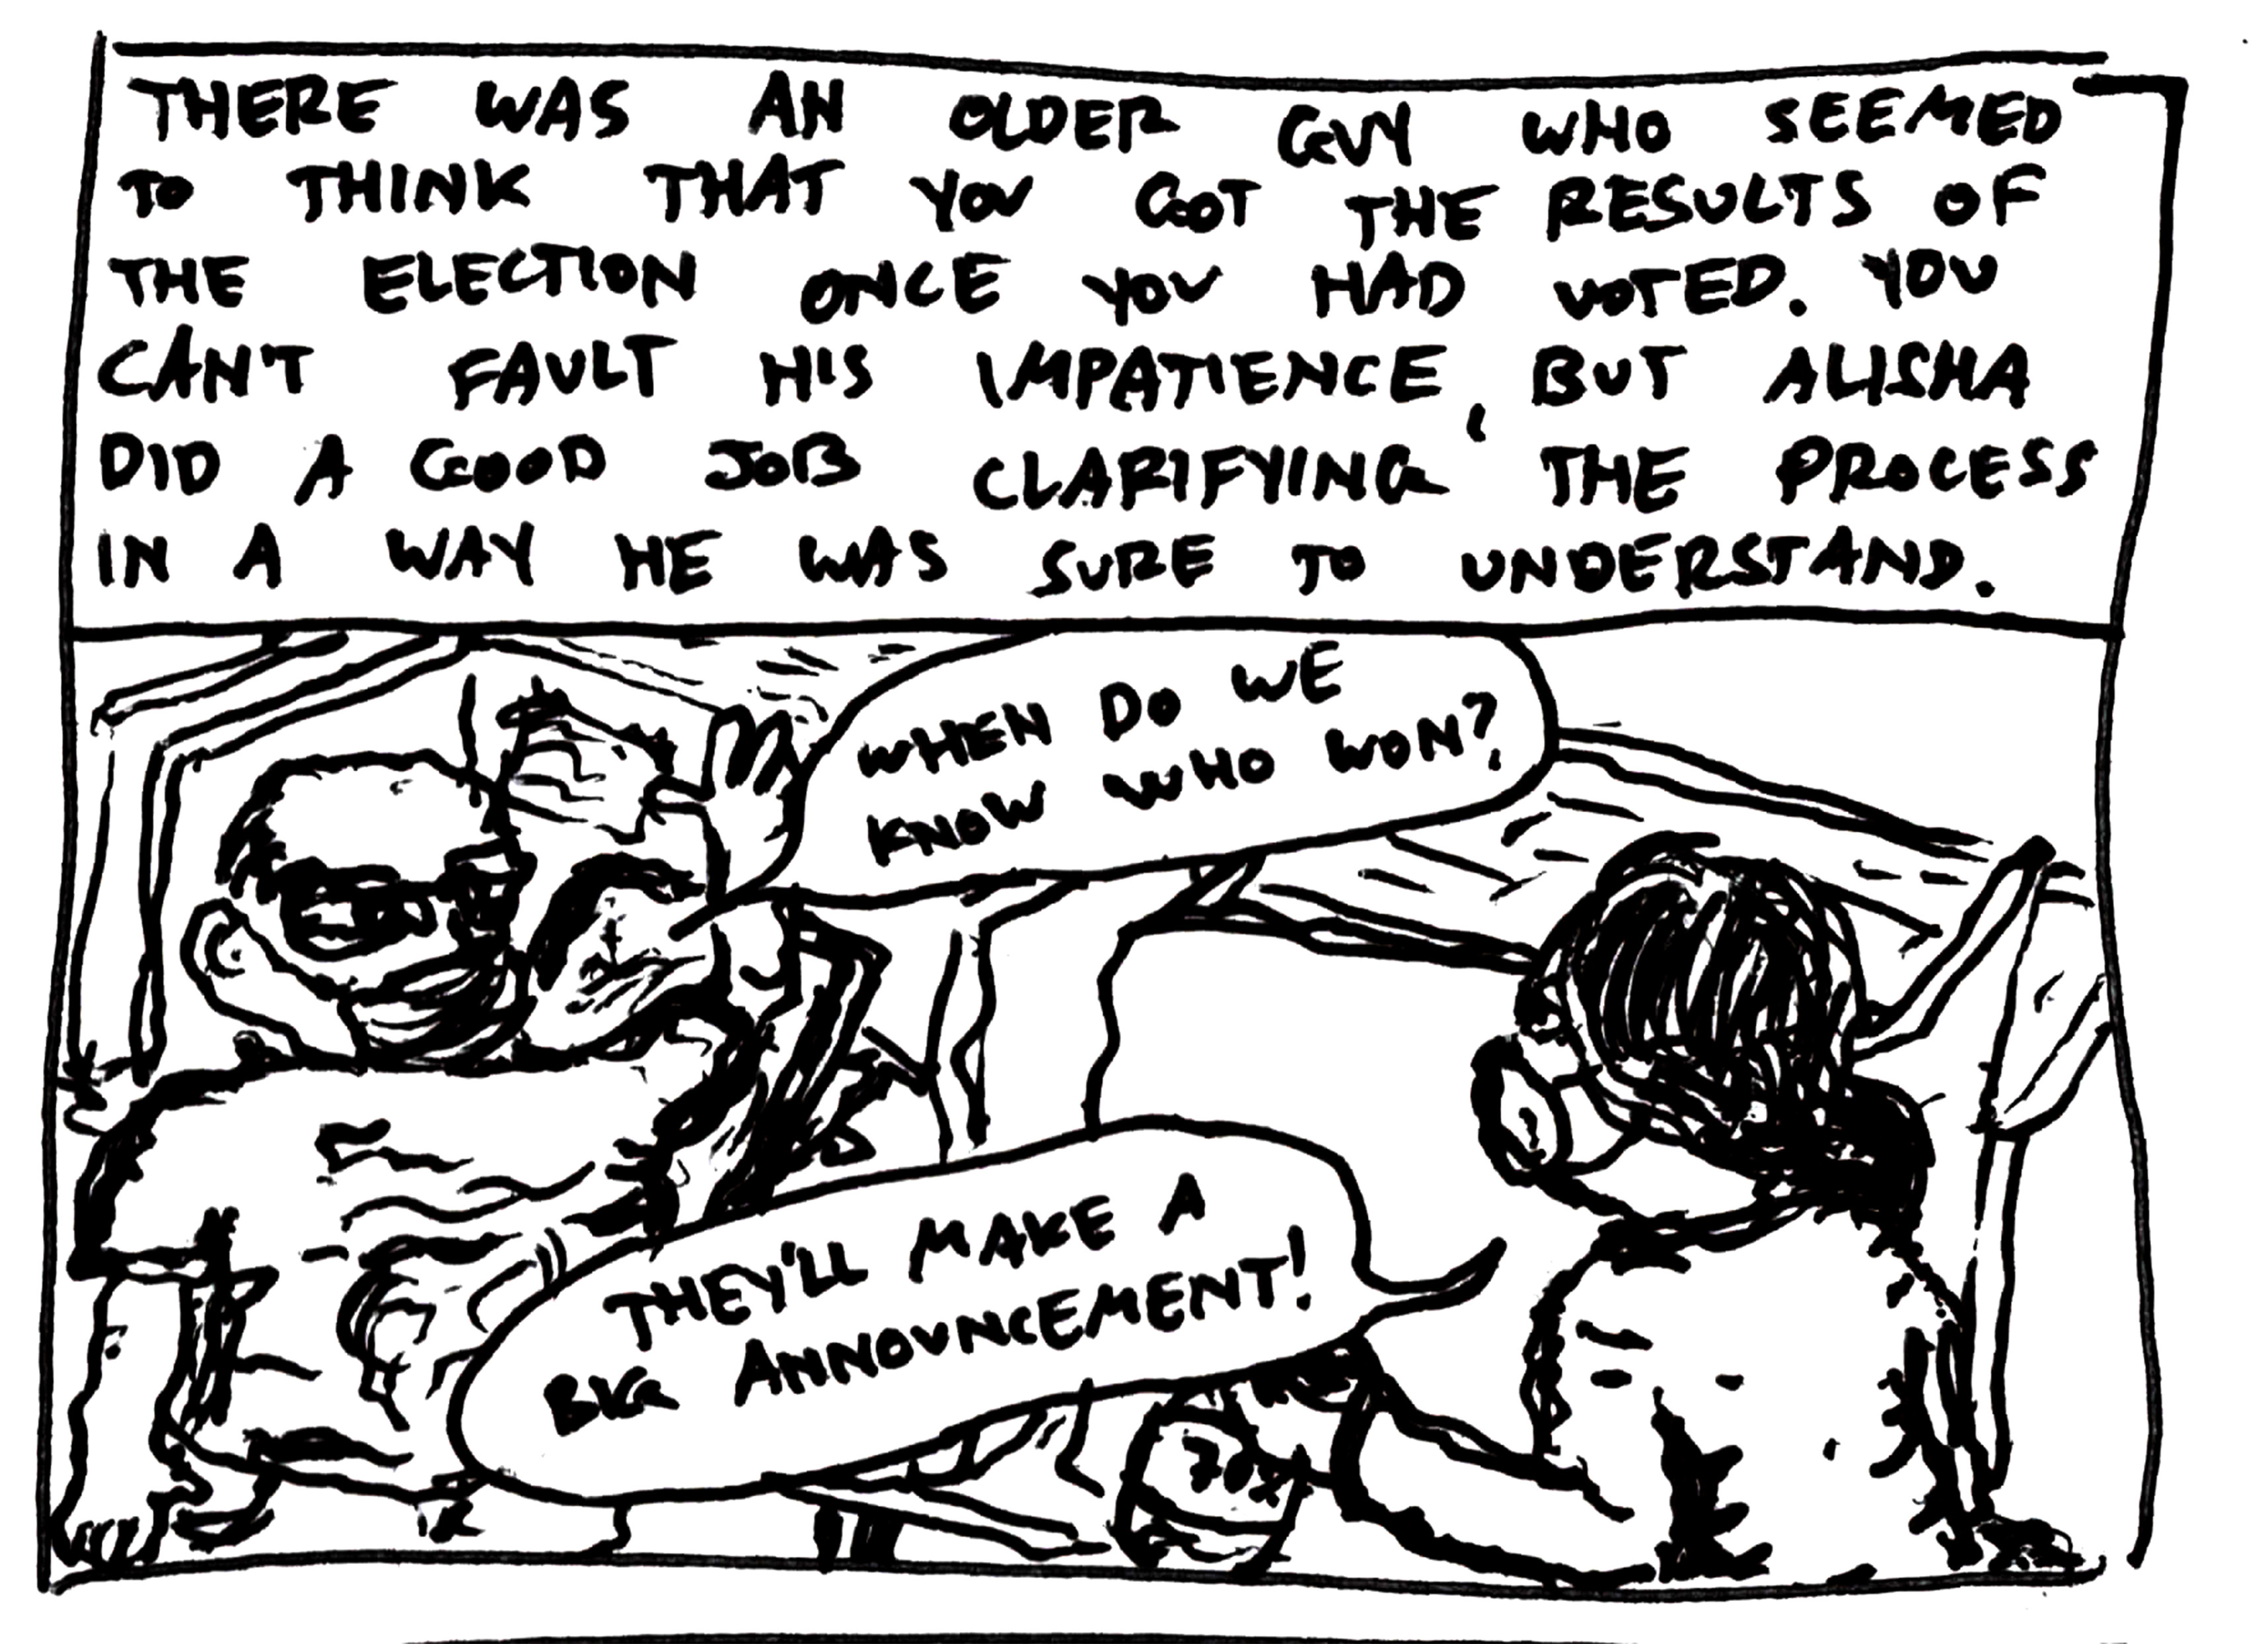 THERE WAS AN OLDER GUY WHO SEEMED
TO THINK THAT YOU GOT THE RESULTS OF
THE ELECTION ONCE YOU HAD VOTED. YOU
CAN'T FAULT HIS IMPATIENCE, BUT ALISHA
DID A GOOD JOB CLARIFYING THE PROCESS
IN A WAY HE WAS SURE TO UNDERSTAND.
WHEN DO WE
KNOW WHO WON?
THEY'LL MAKE A
BIG ANNOUNCEMENT!